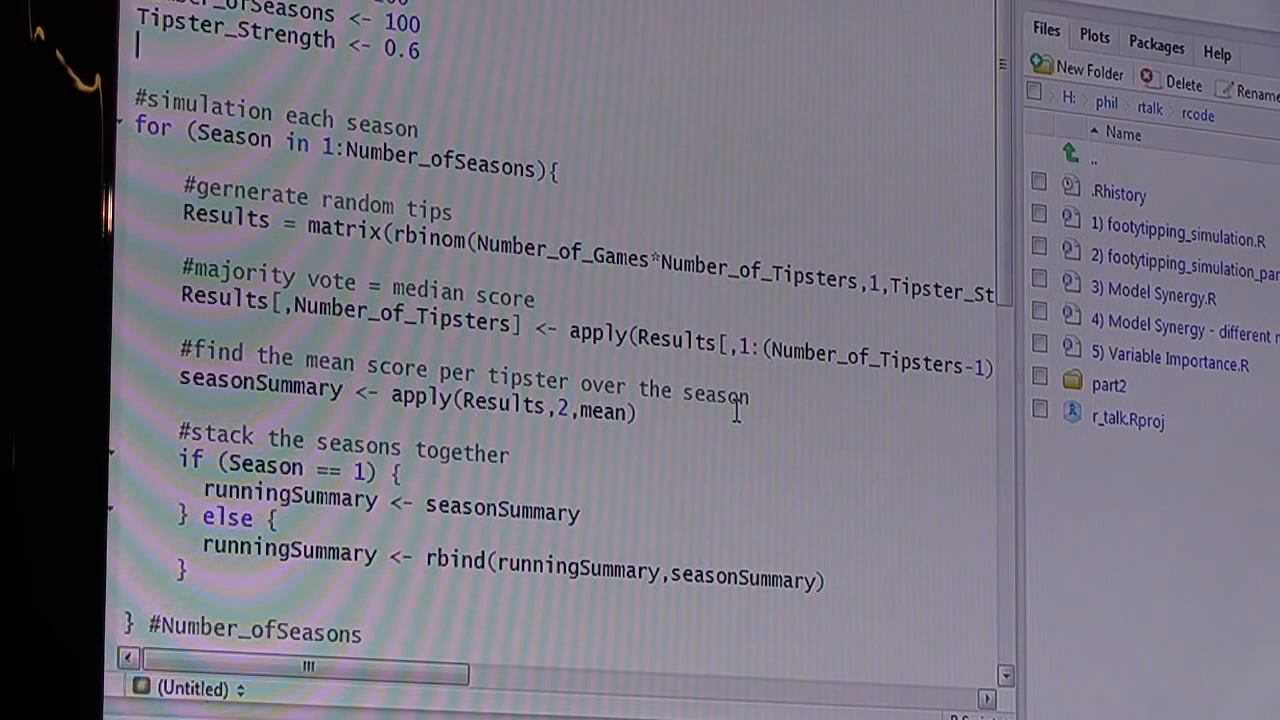 ofSeasons <- 100
Tipster_Strength <- 0.6
#simulation each season
for (Season in 1:Number_ofSeasons){
#gernerate random tips
Results = matrix(rbinom(Number_of_Games*Number_of_Tipsters,1,Tipster_St
#majority vote = median score
Results[,Number_of_Tipsters] <- apply(Results[,1:(Number_of_Tipsters-1)
#find the mean score per tipster over the season
seasonSummary <- apply(Results,2,mean)
#stack the seasons together
if (Season == 1) {
runningSummary <- seasonSummary
} else {
runningSummary <- rbind(runningSummary,seasonSummary)
}
} #Number_ofSeasons
(Untitled)
Files Plots Packages Help
New Folder Delete Rename
H: phil rtalk rcode
Name
..
.Rhistory
1) footytipping_simulation.R
2) footytipping_simulation_par
3) Model Synergy.R
4) Model Synergy - different
5) Variable Importance.R
part2
r_talk.Rproj